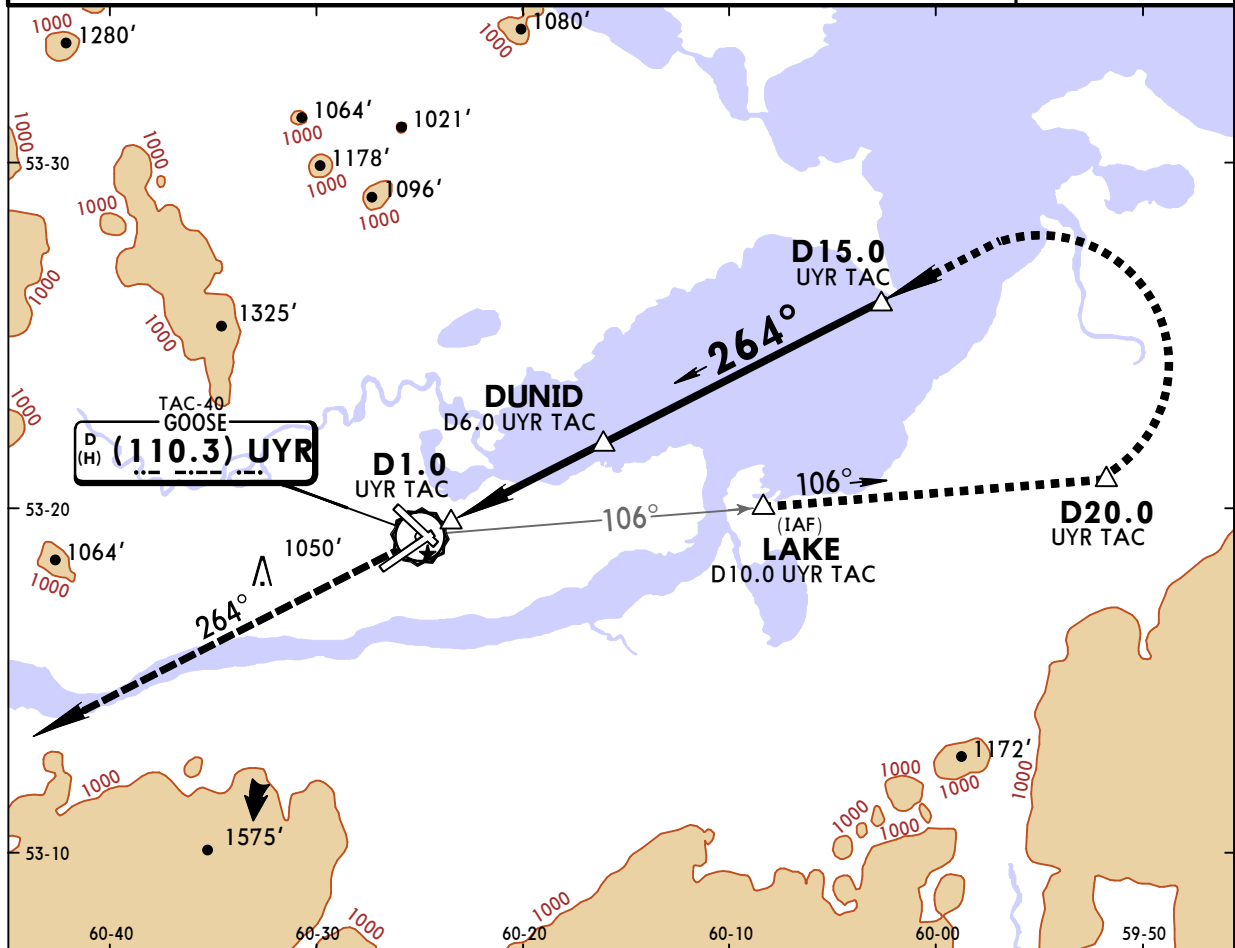 1000
1280'
1000
1080'
1000
1064'
1000
1021'
1178'
1000
1096'
1000
53-30
1000
1000
1000
1000
1325'
1000
D15.0
UYR TAC
264°
DUNID
D6.0 UYR TAC
TAC-40
GOOSE
D
(H)
(110.3) UYR
D1.0
UYR TAC
106°
106°
53-20
(IAF)
LAKE
D10.0 UYR TAC
D20.0
UYR TAC
1050'
1064'
1000
264°
1172'
1000
1000
1000
1000
1000
1000
1575'
53-10
1000
1000
60-40
60-30
60-20
60-10
60-00
59-50